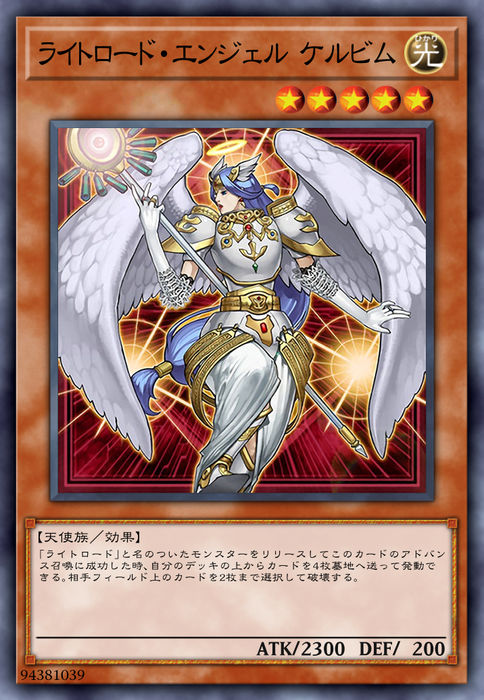 ライトロード・エンジェル ケルビム
ひかり
光
【天使族／効果】
「ライトロード」と名のついたモンスターをリリースしてこのカードのアドバン
ス召喚に成功した時、自分のデッキの上からカードを4枚墓地へ送って発動で
きる。相手フィールド上のカードを2枚まで選択して破壊する。
ATK/2300 DEF/ 200
94381039